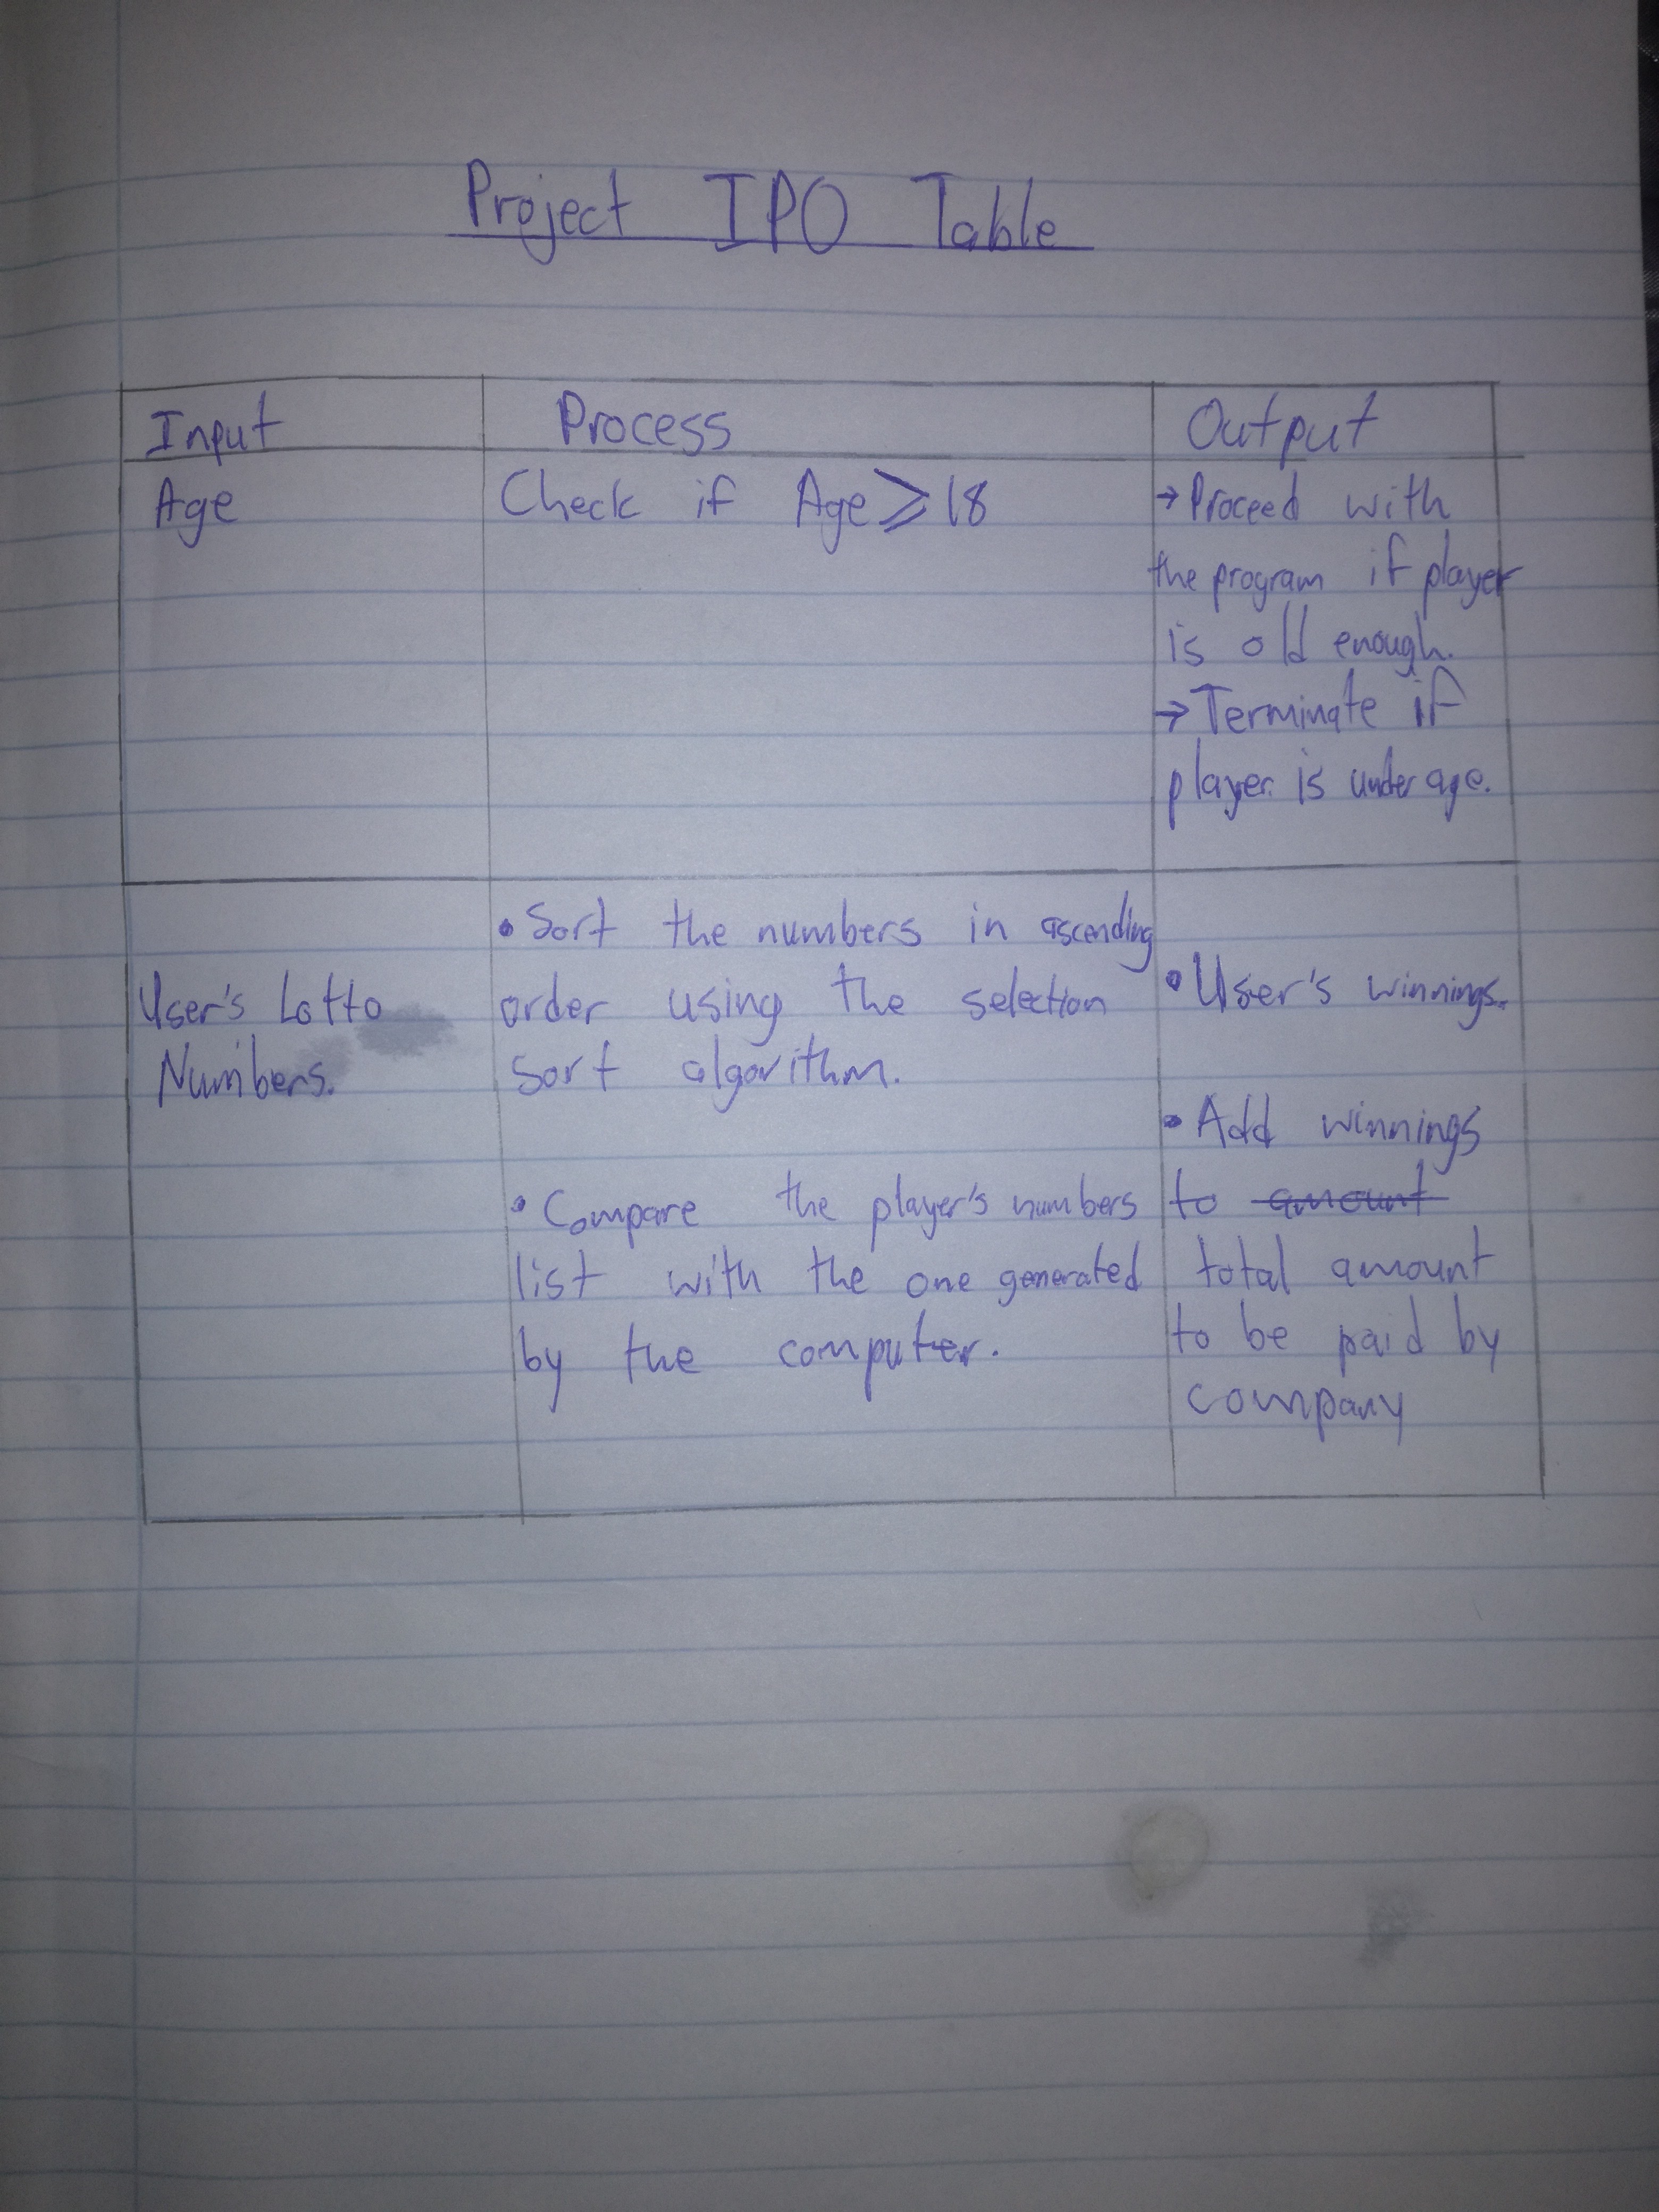 Project IPO Table
Input
Process
Output
Age
Check if Age ⩾ 18
→ Proceed with
the program if player
is old enough.
→ Terminate if
player is under age.
User's Lotto
Numbers.
• Sort the numbers in ascending
order using the selection
sort algorithm.
• Compare the player's numbers
list with the one generated
by the computer.
• User's winnings.
• Add winnings
to amount
total amount
to be paid by
company